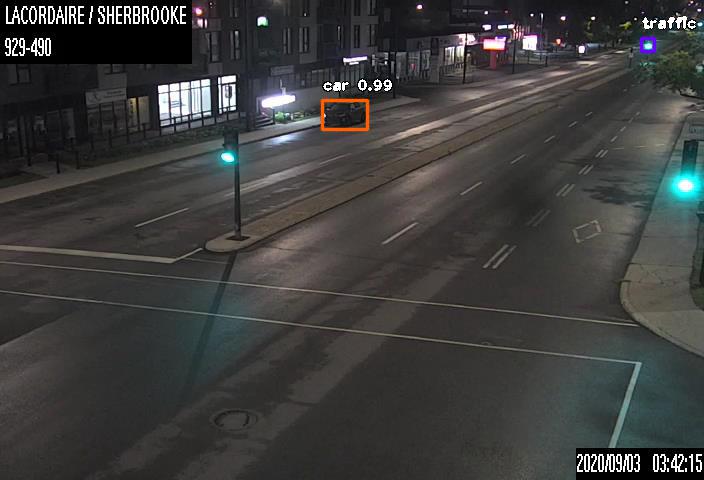 LACORDAIRE / SHERBROOKE
929-490
traffic
car 0.99
2020/09/03 03:42:15